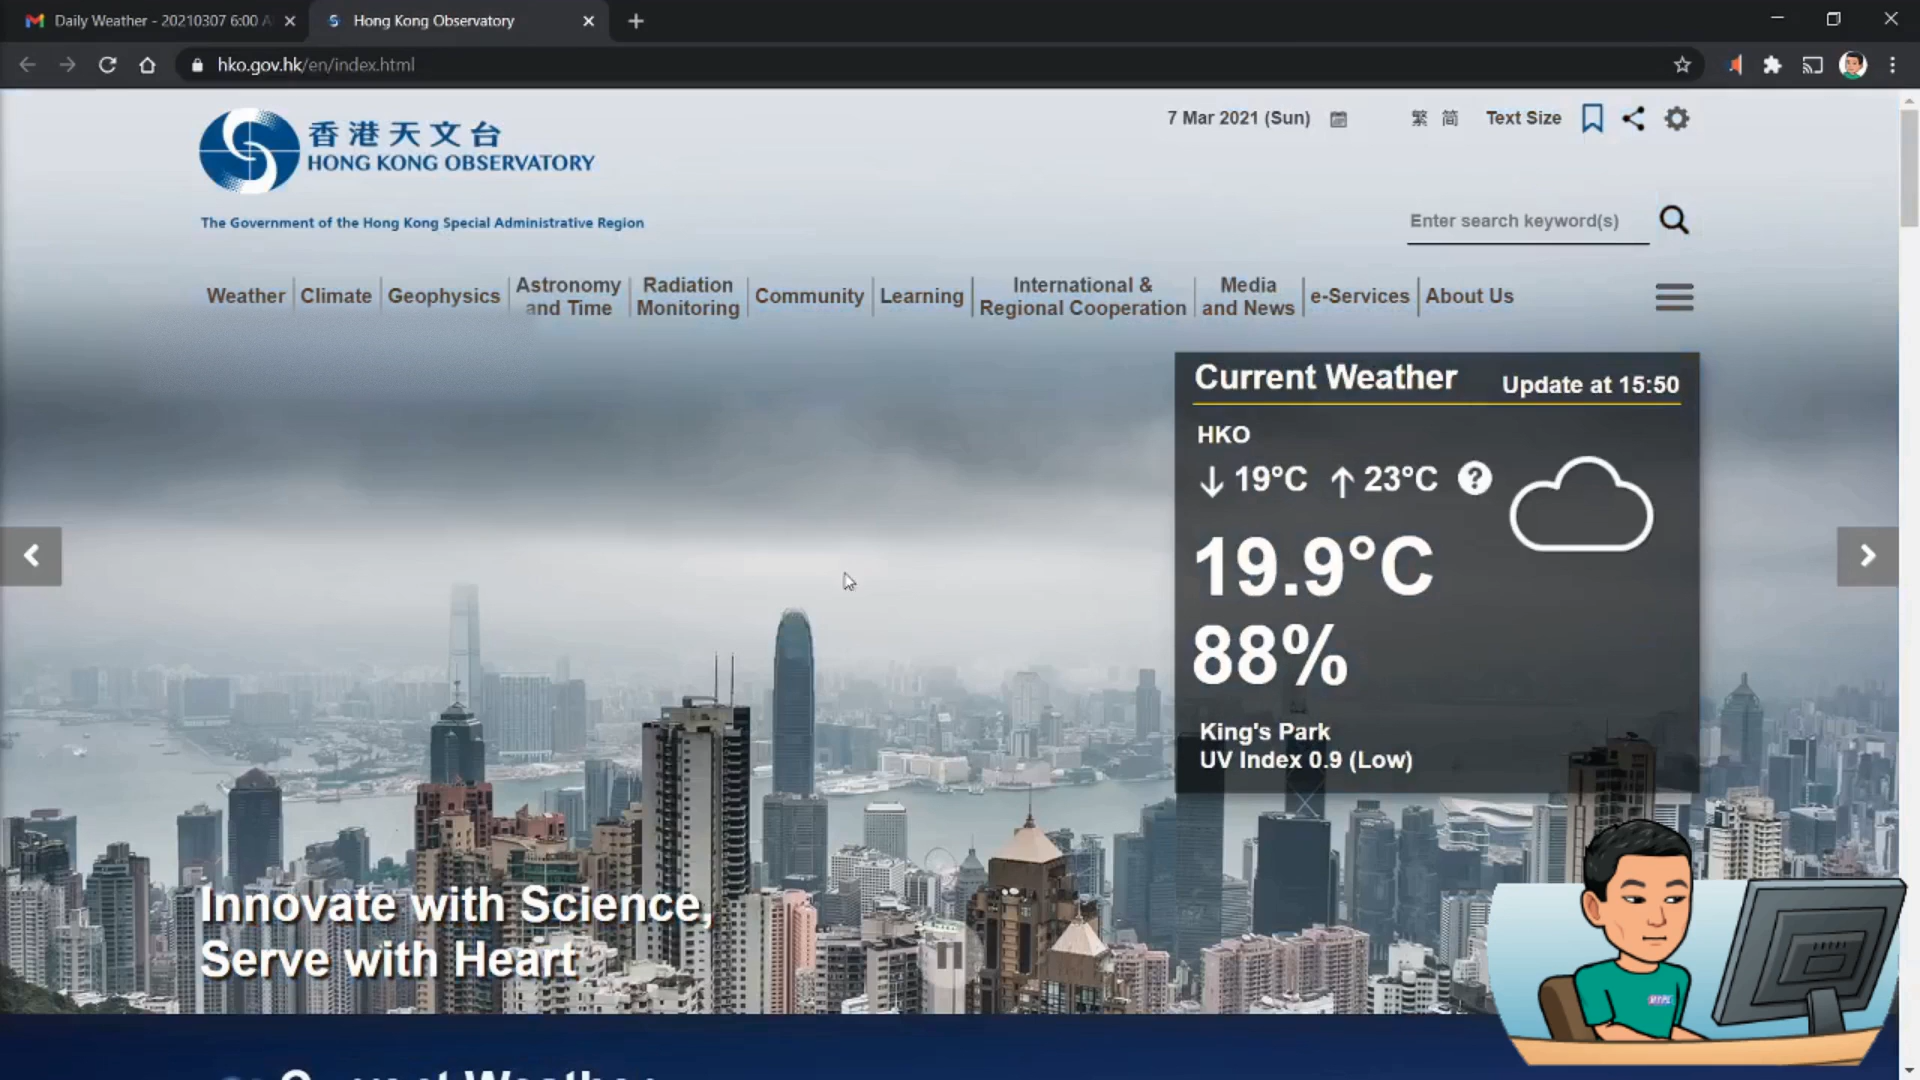 Daily Weather - 20210307 6:00 A
Hong Kong Observatory
hko.gov.hk/en/index.html
香港天文台
HONG KONG OBSERVATORY
The Government of the Hong Kong Special Administrative Region
7 Mar 2021 (Sun)
繁 简 Text Size
Enter search keyword(s)
Weather
Climate
Geophysics
Astronomy
and Time
Radiation
Monitoring
Community
Learning
International &
Regional Cooperation
Media
and News
e-Services
About Us
Current Weather
Update at 15:50
HKO
↓ 19°C ↑ 23°C ?
19.9°C
88%
King's Park
UV Index 0.9 (Low)
Innovate with Science,
Serve with Heart
Current Weather